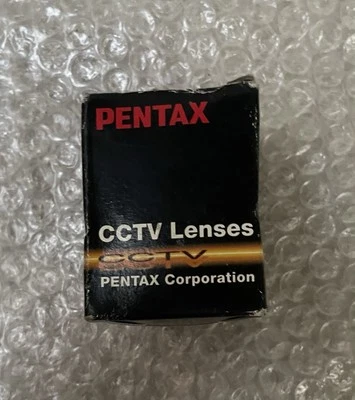 PENTAX
CCTV Lenses
CCTV
PENTAX Corporation